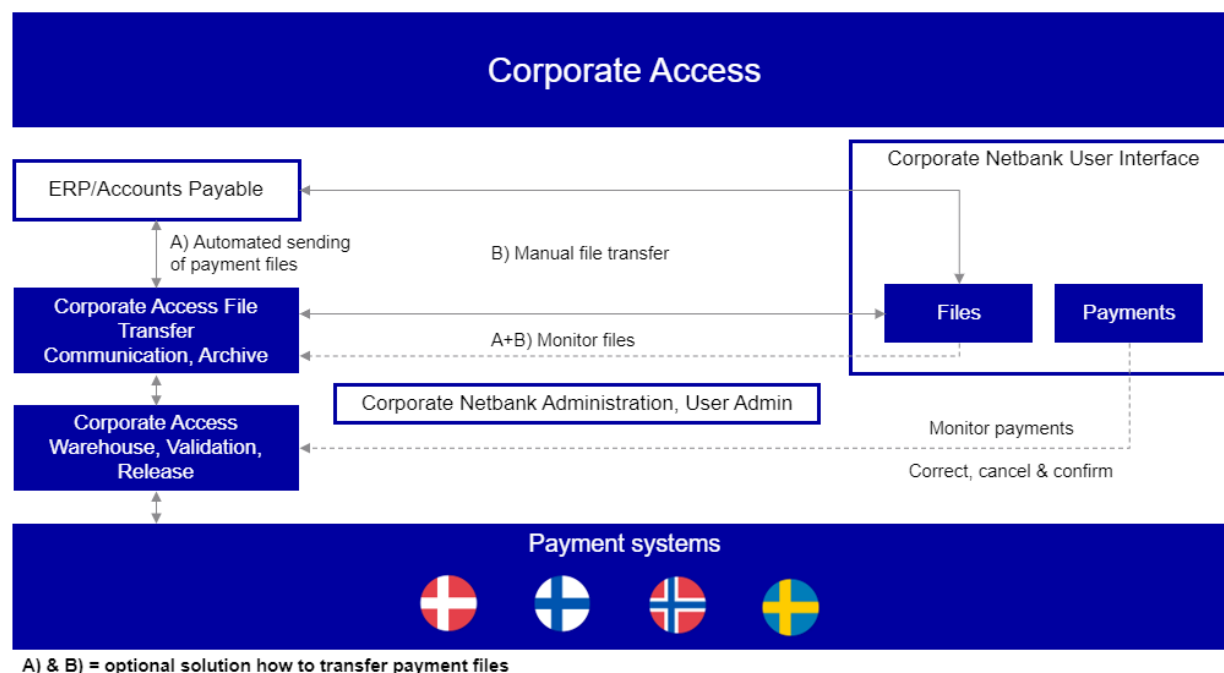 Corporate Access
Corporate Netbank User Interface
ERP/Accounts Payable
A) Automated sending
of payment files
B) Manual file transfer
Corporate Access File
Transfer
Communication, Archive
Files
Payments
A+B) Monitor files
Corporate Netbank Administration, User Admin
Corporate Access
Warehouse, Validation,
Release
Monitor payments
Correct, cancel & confirm
Payment systems
A) & B) = optional solution how to transfer payment files